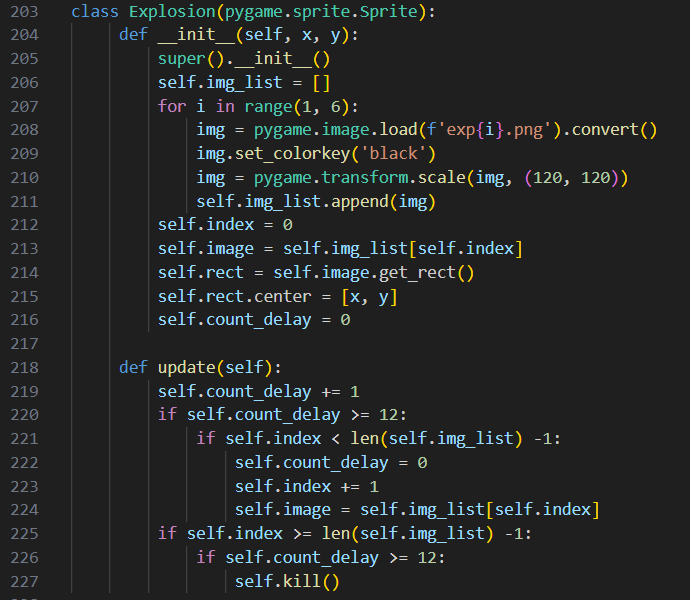 203 class Explosion(pygame.sprite.Sprite):
204     def __init__(self, x, y):
205         super().__init__()
206         self.img_list = []
207         for i in range(1, 6):
208             img = pygame.image.load(f'exp{i}.png').convert()
209             img.set_colorkey('black')
210             img = pygame.transform.scale(img, (120, 120))
211             self.img_list.append(img)
212         self.index = 0
213         self.image = self.img_list[self.index]
214         self.rect = self.image.get_rect()
215         self.rect.center = [x, y]
216         self.count_delay = 0
217
218     def update(self):
219         self.count_delay += 1
220         if self.count_delay >= 12:
221             if self.index < len(self.img_list) -1:
222                 self.count_delay = 0
223                 self.index += 1
224                 self.image = self.img_list[self.index]
225         if self.index >= len(self.img_list) -1:
226             if self.count_delay >= 12:
227                 self.kill()